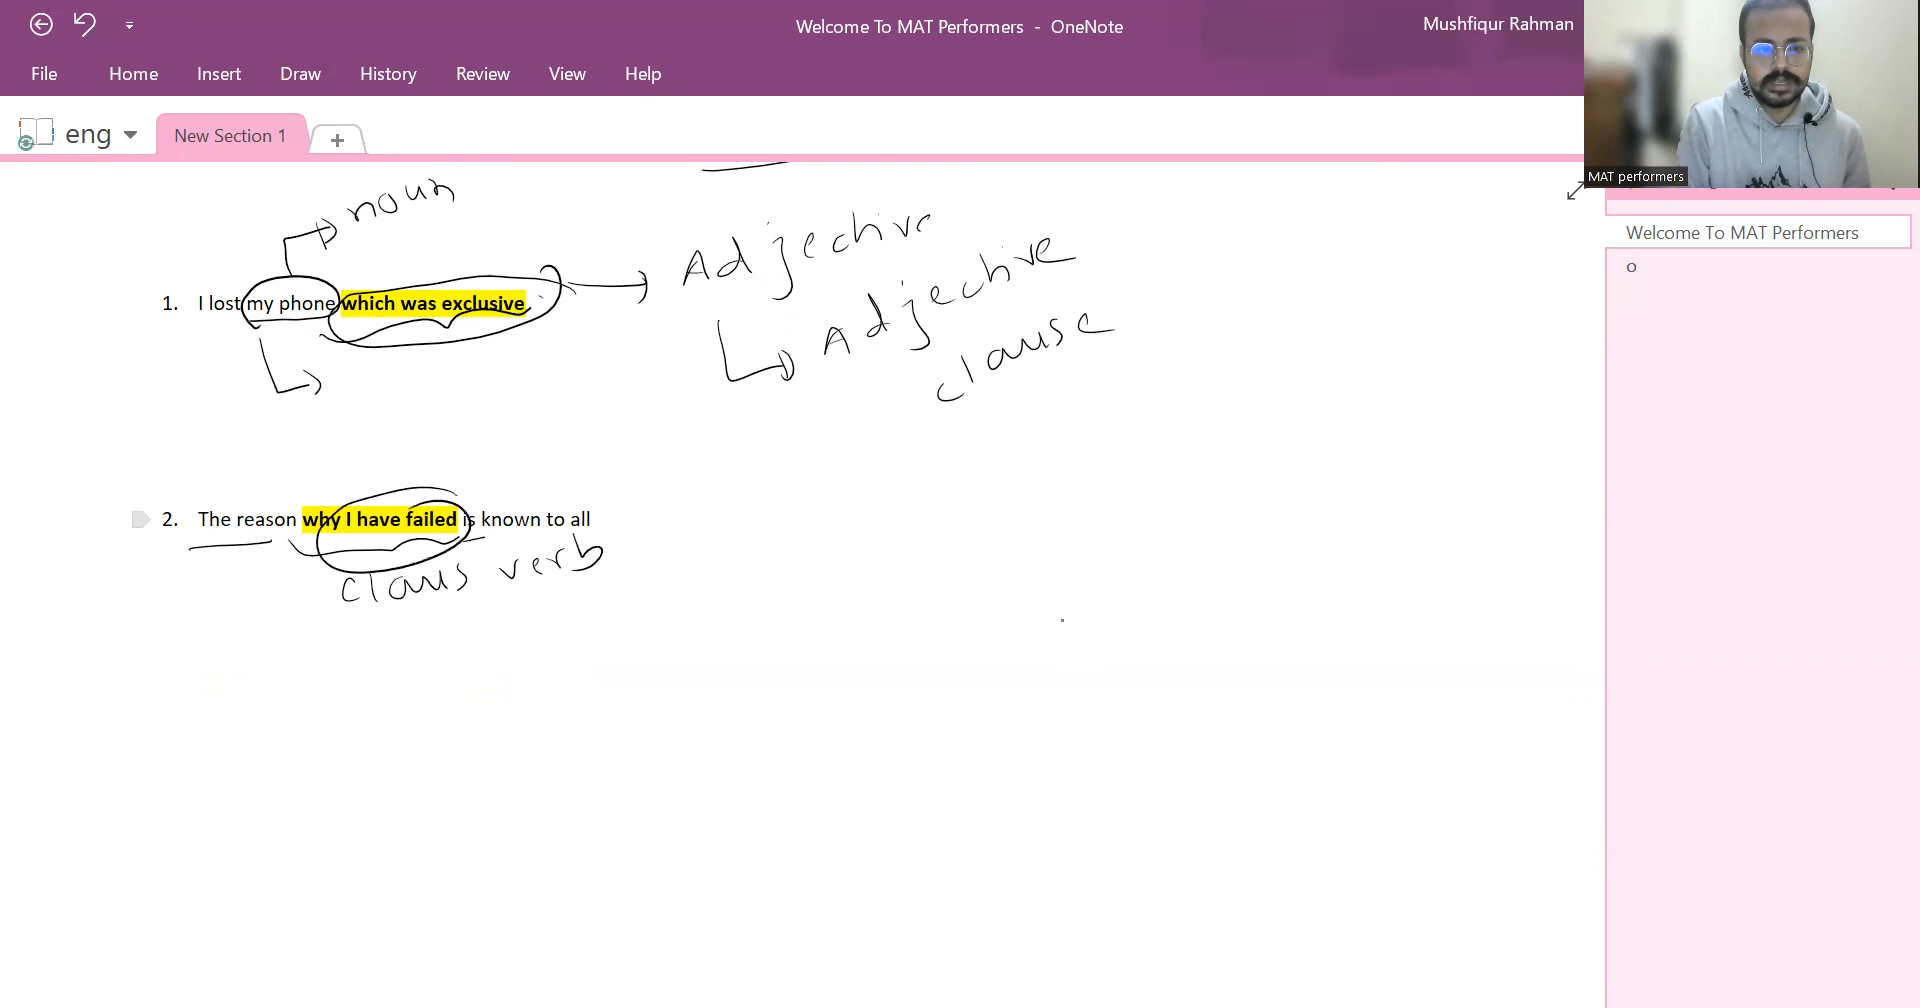 Welcome To MAT Performers - OneNote
Mushfiqur Rahman
File Home Insert Draw History Review View Help
eng
New Section 1
+
MAT performers
Welcome To MAT Performers
noun
Adjective
1. I lost my phone which was exclusive.
Adjective
clause
2. The reason why I have failed is known to all
claus verb